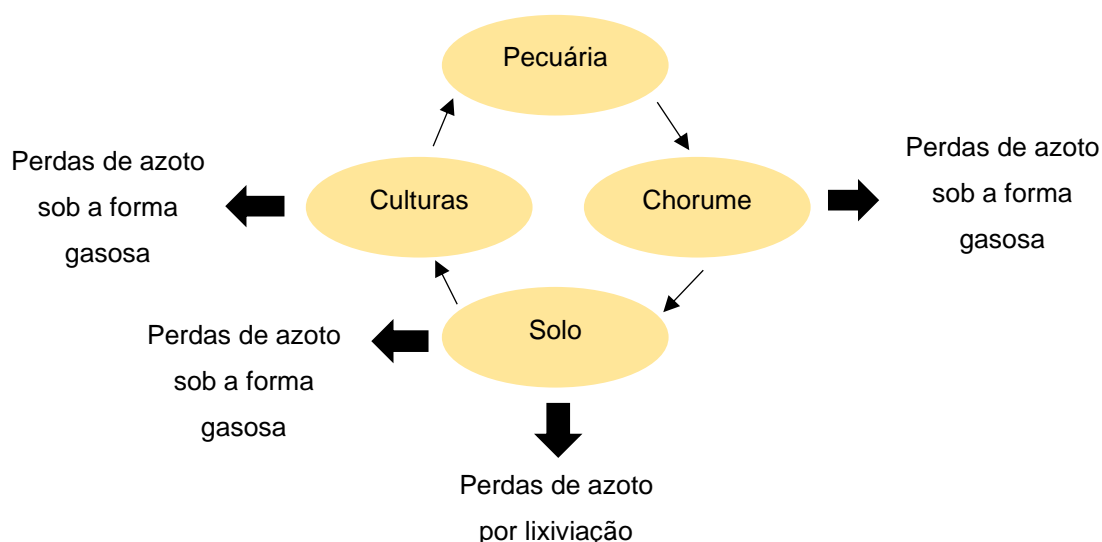 Pecuária
Perdas de azoto
sob a forma
gasosa
Culturas
Chorume
Perdas de azoto
sob a forma
gasosa
Solo
Perdas de azoto
sob a forma
gasosa
Perdas de azoto
por lixiviação